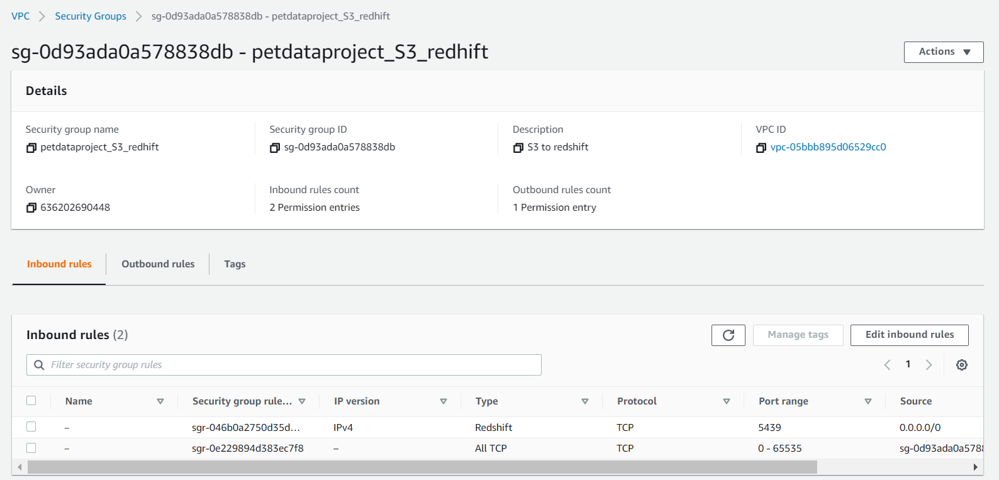 VPC > Security Groups > sg-0d93ada0a578838db - petdataproject_S3_redhift
sg-0d93ada0a578838db - petdataproject_S3_redhift
Actions
Details
Security group name Security group ID Description VPC ID
petdataproject_S3_redhift sg-0d93ada0a578838db S3 to redshift vpc-05bbb895d06529cc0
Owner Inbound rules count Outbound rules count
636202690448 2 Permission entries 1 Permission entry
Inbound rules Outbound rules Tags
Inbound rules (2) Manage tags Edit inbound rules
Filter security group rules 1
Name Security group rule... IP version Type Protocol Port range Source
– sgr-046b0a2750d35d... IPv4 Redshift TCP 5439 0.0.0.0/0
– sgr-0e229894d383ec7f8 – All TCP TCP 0 - 65535 sg-0d93ada0a578